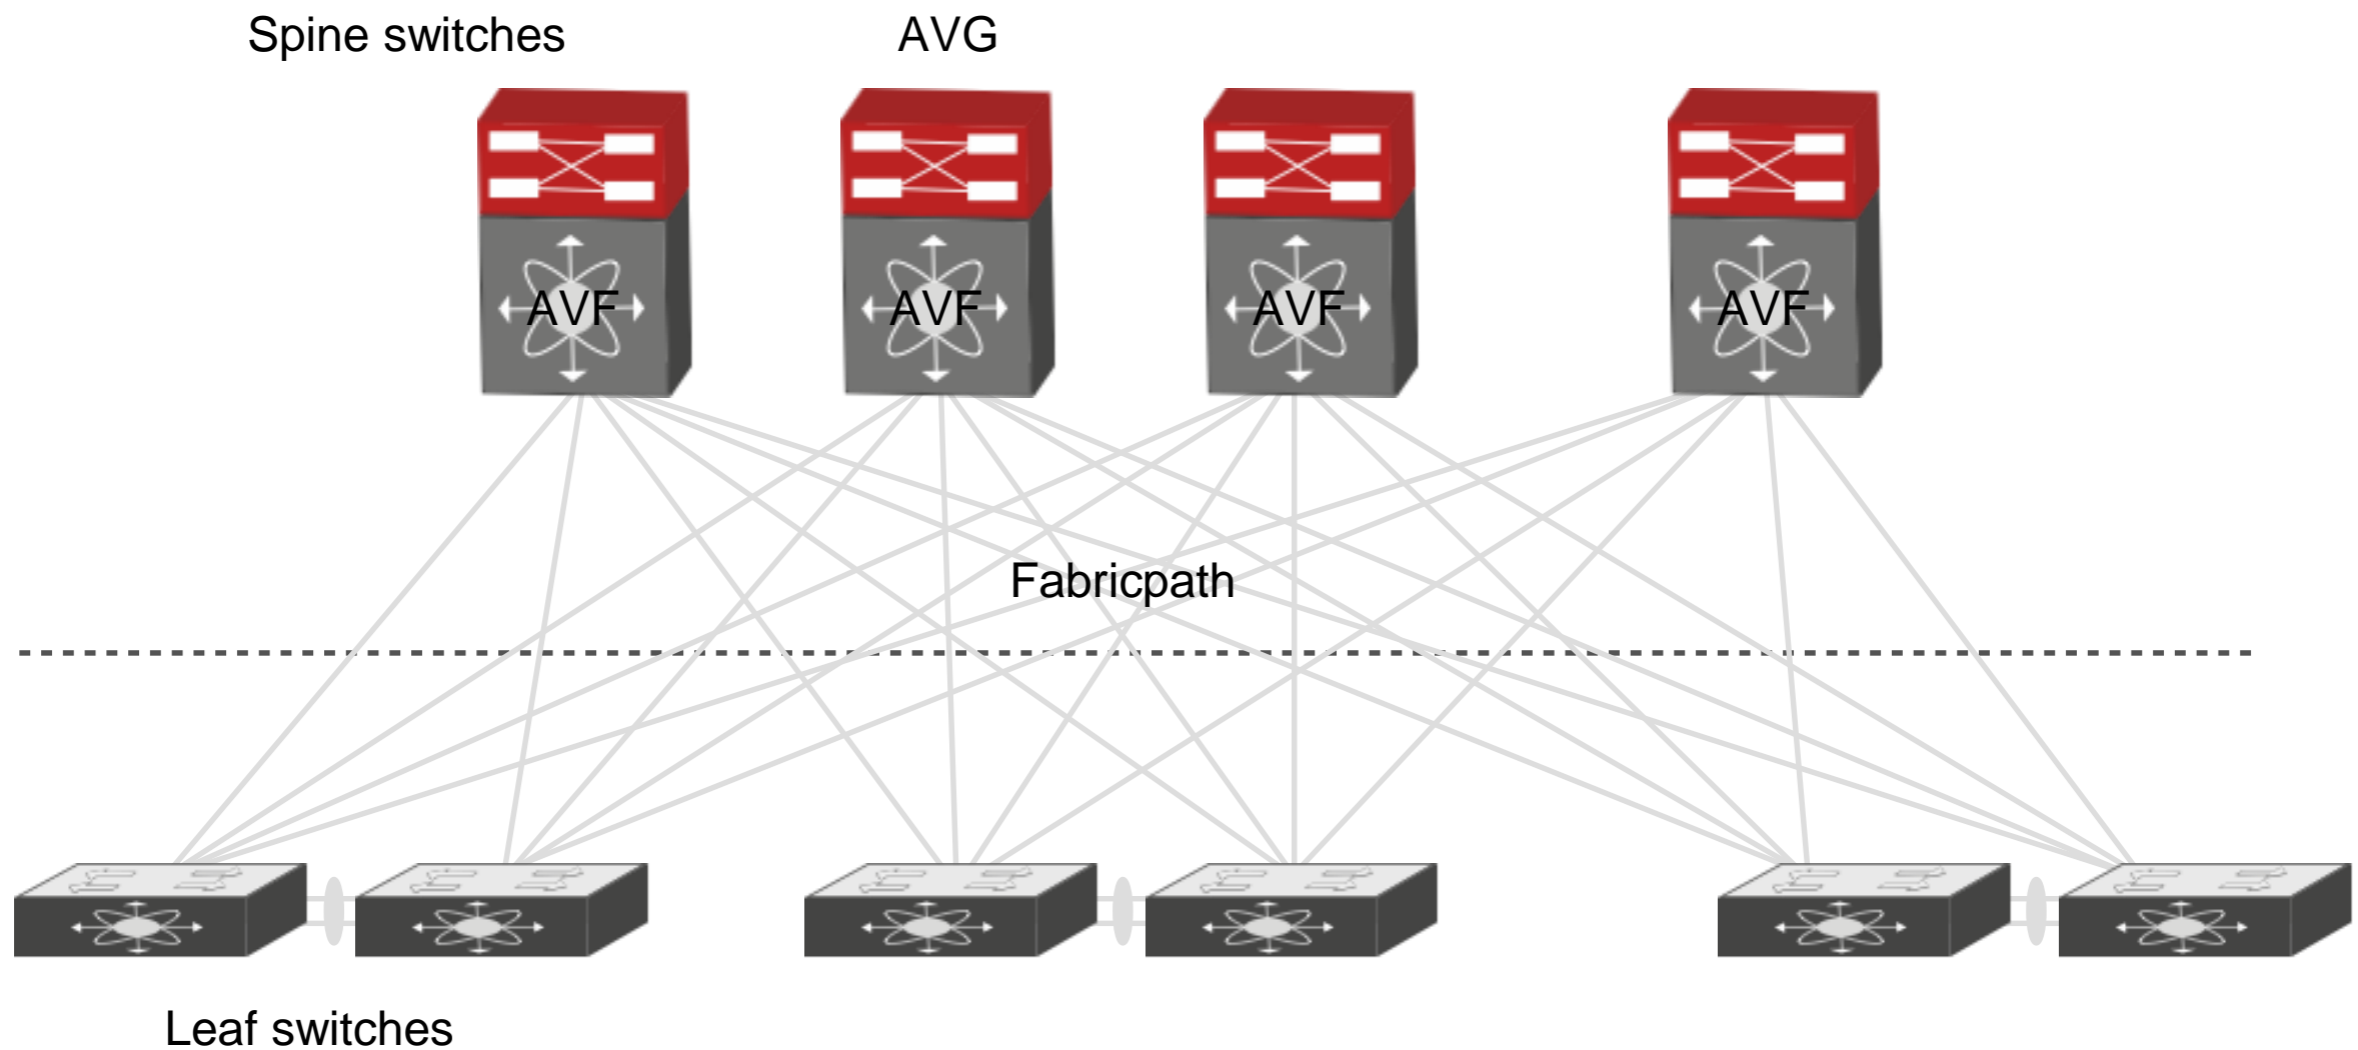 Spine switches
AVG
AVF
AVF
AVF
AVF
Fabricpath
Leaf switches